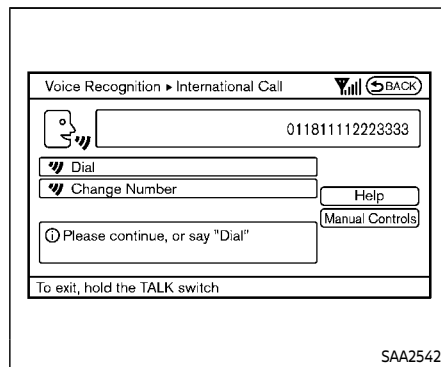 Voice Recognition ▸ International Call
BACK
011811112223333
Dial
Change Number
Help
Manual Controls
Please continue, or say "Dial"
To exit, hold the TALK switch
SAA2542